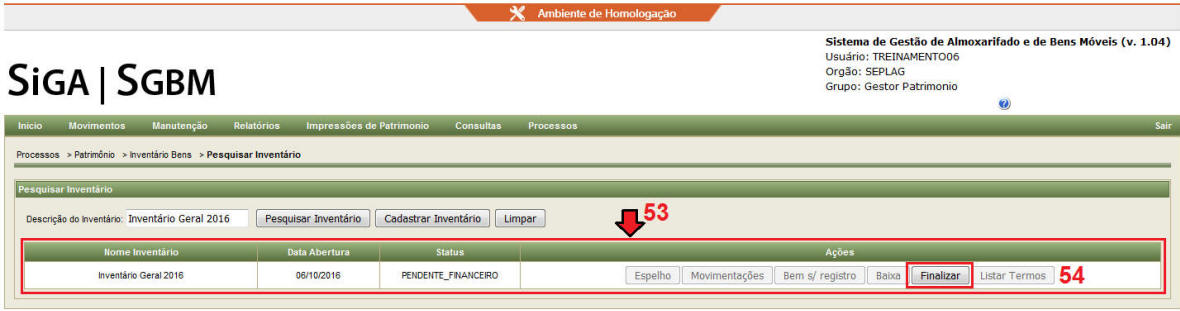 Ambiente de Homologação
Sistema de Gestão de Almoxarifado e de Bens Móveis (v. 1.04)
Usuário: TREINAMENTO06
Orgão: SEPLAG
Grupo: Gestor Patrimonio
SIGA | SGBM
?
Inicio Movimentos Manutenção Relatórios Impressões de Patrimonio Consultas Processos Sair
Processos > Patrimônio > Inventário Bens > Pesquisar Inventário
Pesquisar Inventário
Descrição do Inventário: Inventário Geral 2016 Pesquisar Inventário Cadastrar Inventário Limpar 53
Nome Inventário Data Abertura Status Ações
Inventário Geral 2016 06/10/2016 PENDENTE_FINANCEIRO Espelho Movimentações Bem s/ registro Baixa Finalizar Listar Termos 54